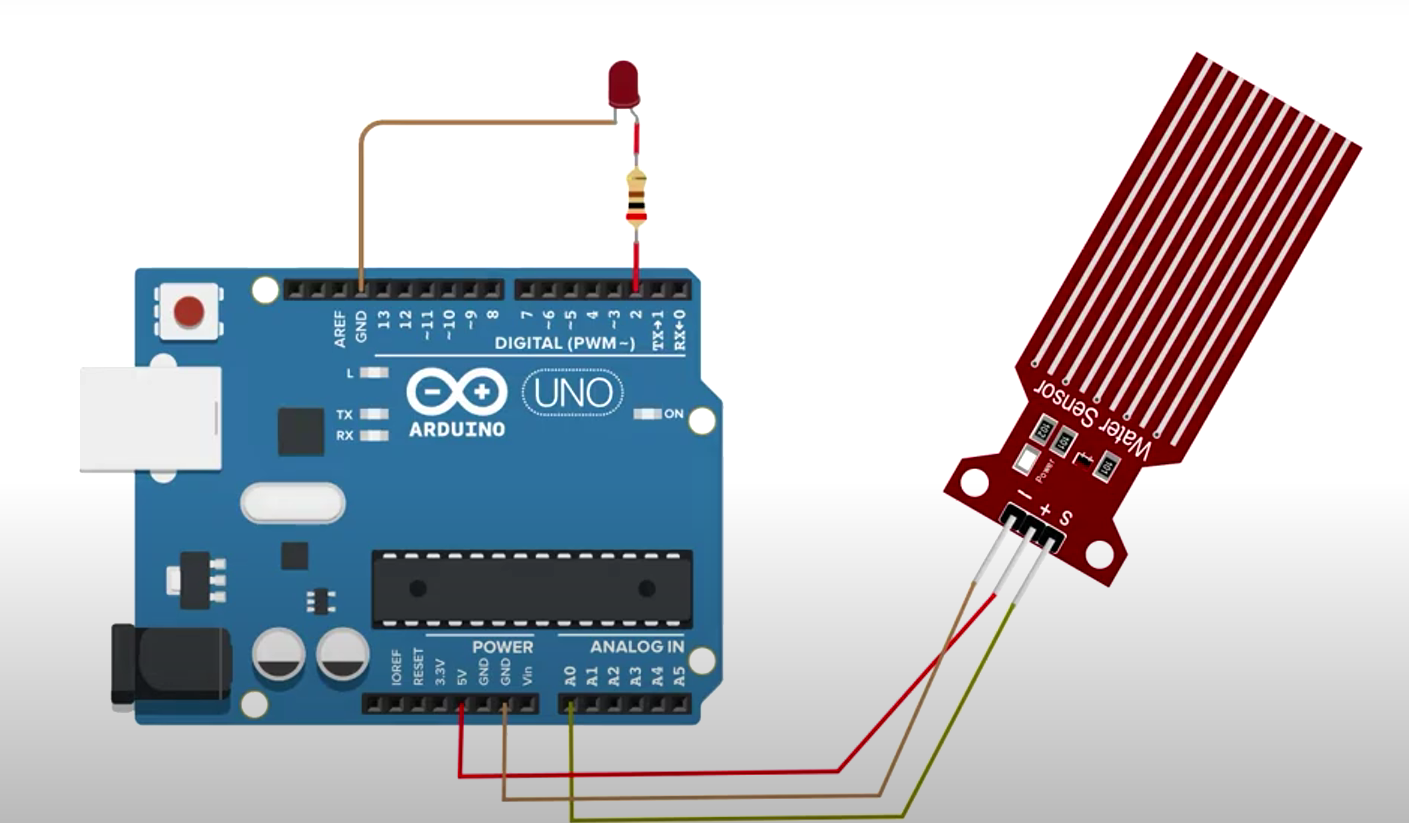 AREF
GND
13
12
~11
~10
~9
8
7
~6
~5
4
~3
2
TX→1
RX←0
DIGITAL (PWM~)
L
TX
RX
UNO
ON
ARDUINO
Water Sensor
102
101
101
Power
− + S
POWER
ANALOG IN
IOREF
RESET
3.3V
5V
GND
GND
Vin
A0
A1
A2
A3
A4
A5